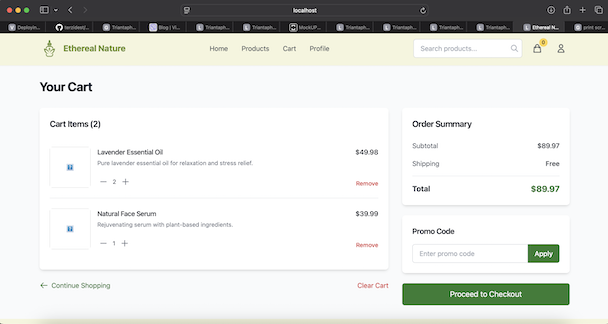 localhost
Deployin...
Triantaph...
Blog | Vi...
Triantaph...
MockUP...
Triantaph...
Triantaph...
Triantaph...
Triantaph...
Ethereal N...
print scr...
Ethereal Nature
Home
Products
Cart
Profile
Search products...
0
Your Cart
Cart Items (2)
Lavender Essential Oil
$49.98
Pure lavender essential oil for relaxation and stress relief.
2
Remove
Natural Face Serum
$39.99
Rejuvenating serum with plant-based ingredients.
1
Remove
Continue Shopping
Clear Cart
Order Summary
Subtotal
$89.97
Shipping
Free
Total
$89.97
Promo Code
Enter promo code
Apply
Proceed to Checkout